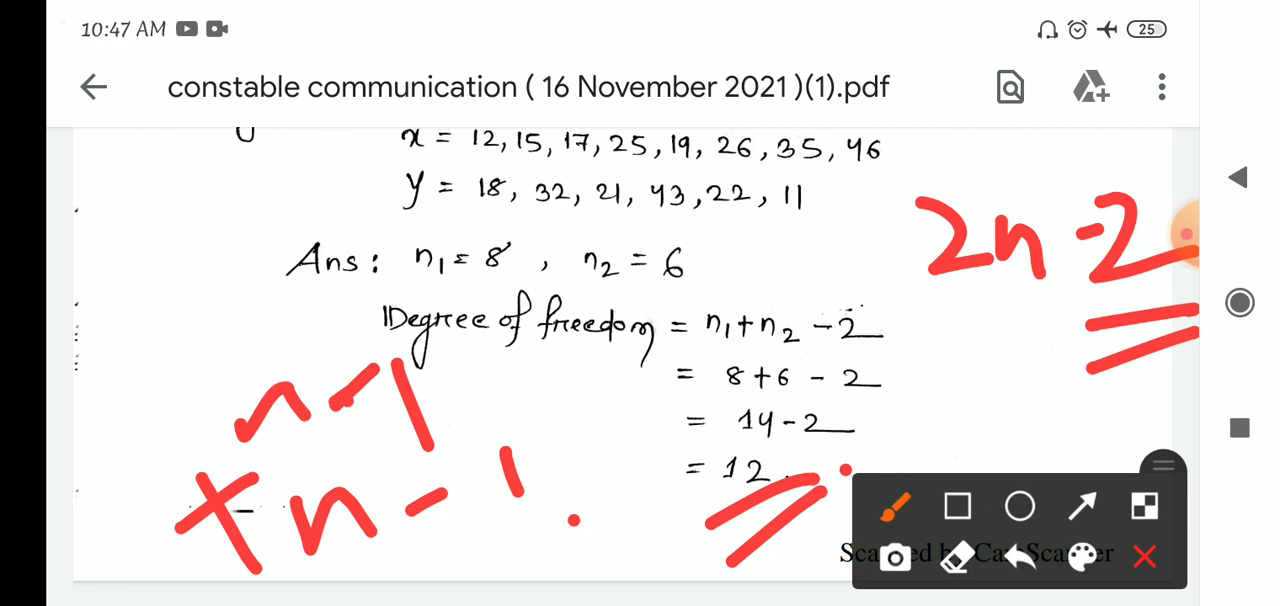 10:47 AM 25
constable communication ( 16 November 2021 )(1).pdf
x = 12, 15, 17, 25, 19, 26, 35, 46
y = 18, 32, 21, 43, 22, 11
2n - 2
Ans : n₁ = 8 , n₂ = 6
Degree of freedom = n₁ + n₂ - 2
= 8 + 6 - 2
= 14 - 2
= 12
n - 1
+ n - 1